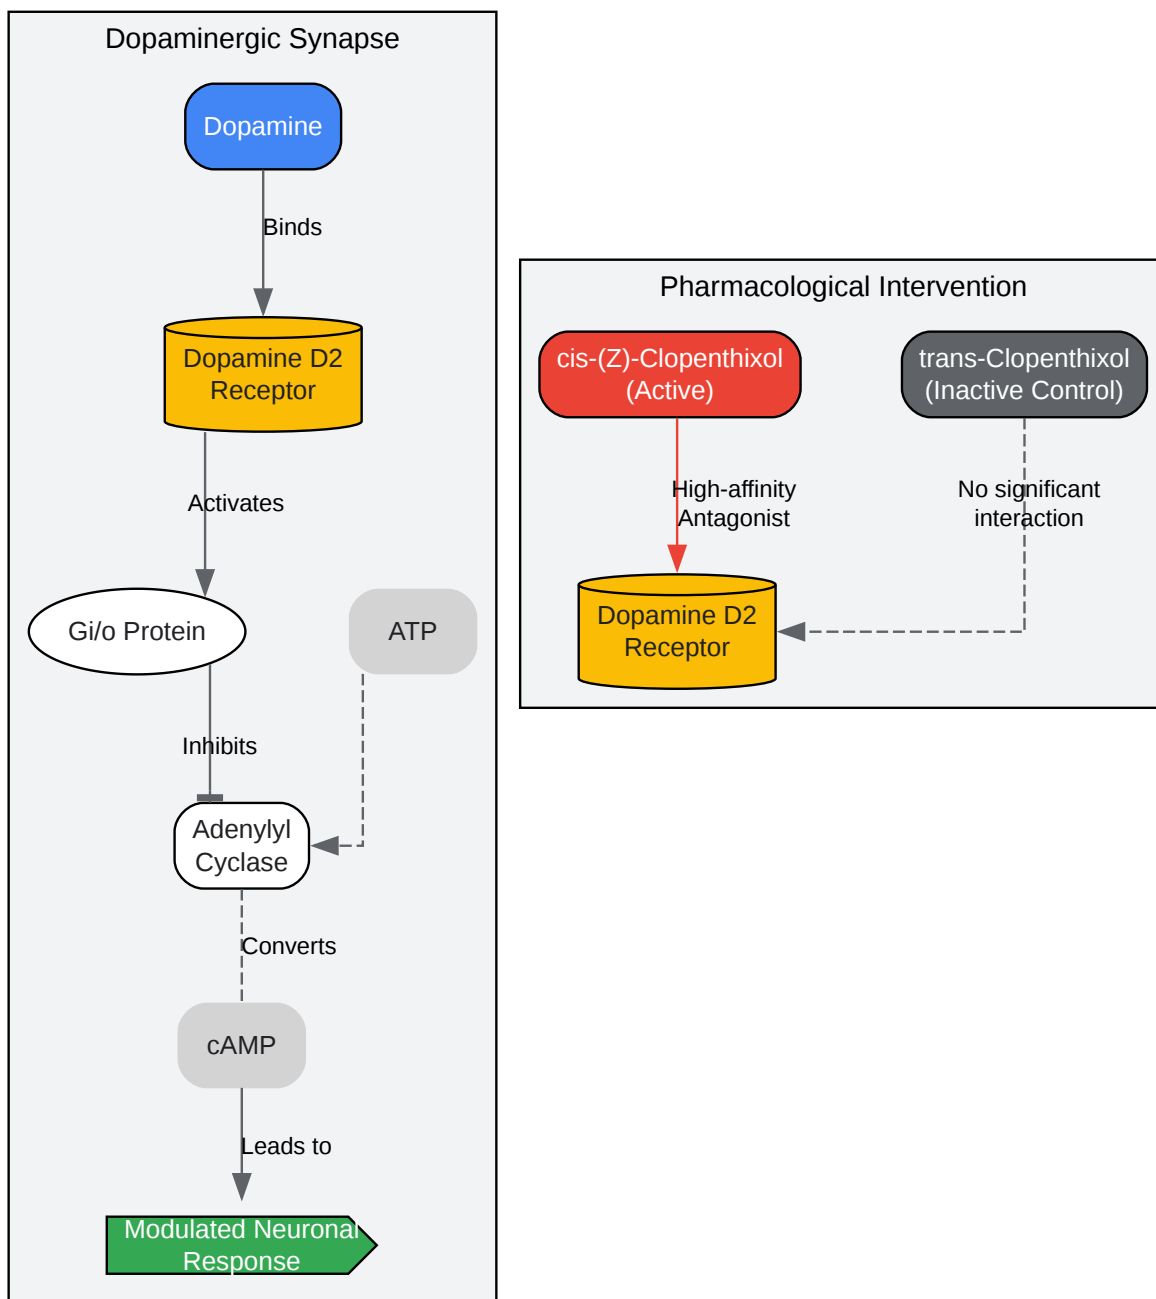 Dopaminergic Synapse
Dopamine
Binds
Dopamine D2
Receptor
Activates
Gi/o Protein
ATP
Inhibits
Adenylyl
Cyclase
Converts
cAMP
Leads to
Modulated Neuronal
Response
Pharmacological Intervention
cis-(Z)-Clopenthixol
(Active)
trans-Clopenthixol
(Inactive Control)
High-affinity
Antagonist
No significant
interaction
Dopamine D2
Receptor